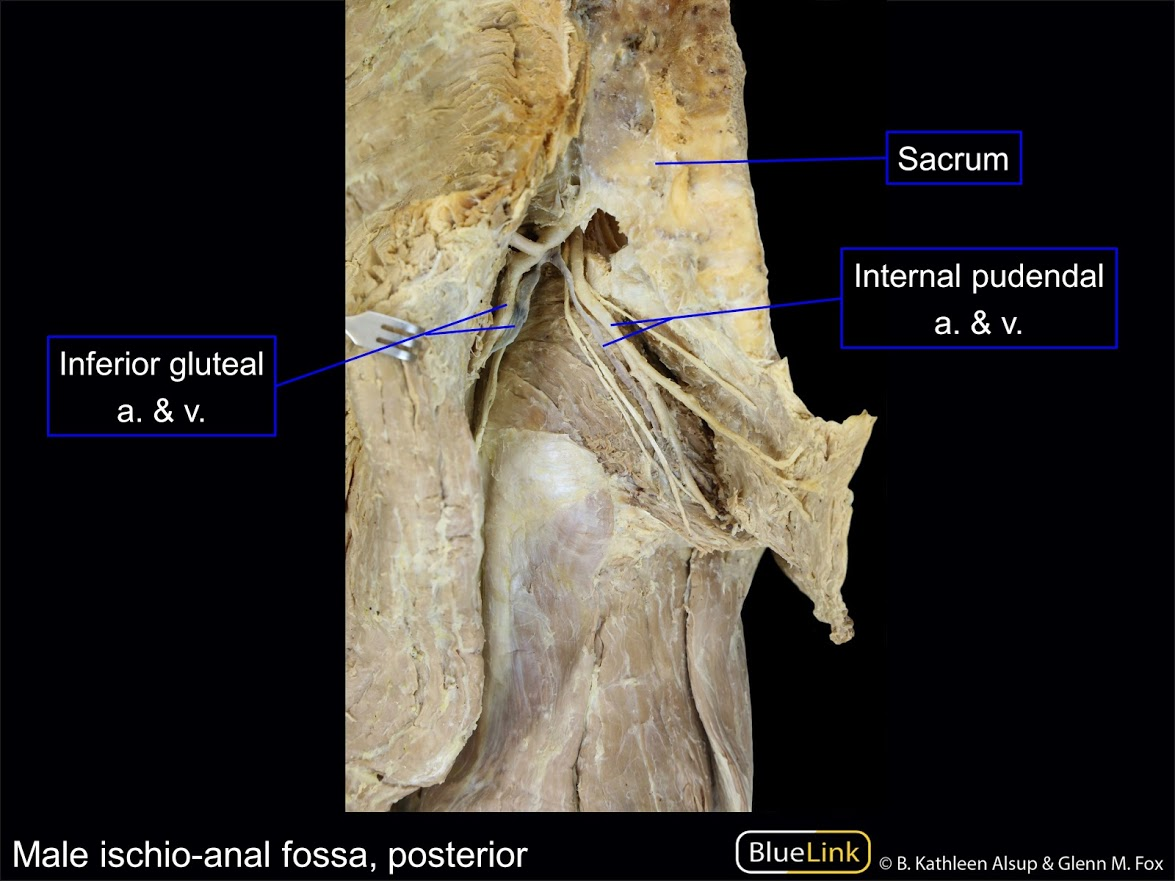 Sacrum
Internal pudendal
a. & v.
Inferior gluteal
a. & v.
Male ischio-anal fossa, posterior
BlueLink
© B. Kathleen Alsup & Glenn M. Fox